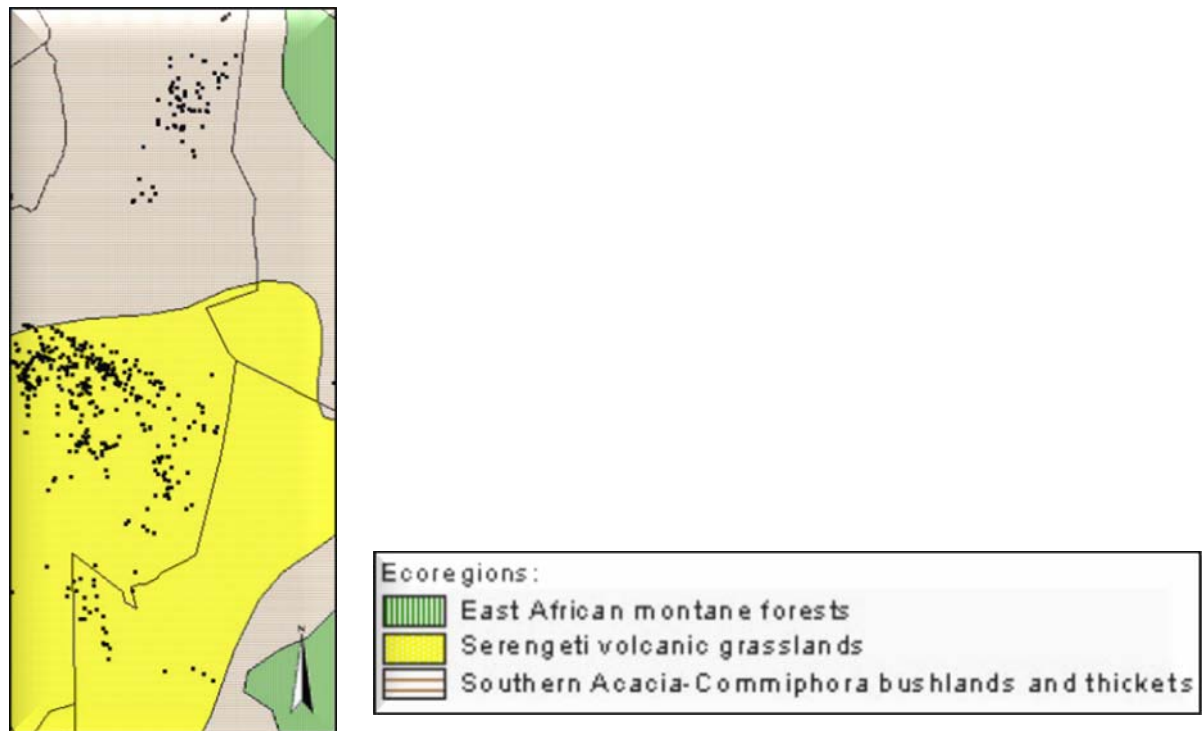 Ecoregions:
East African montane forests
Serengeti volcanic grasslands
Southern Acacia-Commiphora bushlands and thickets
N